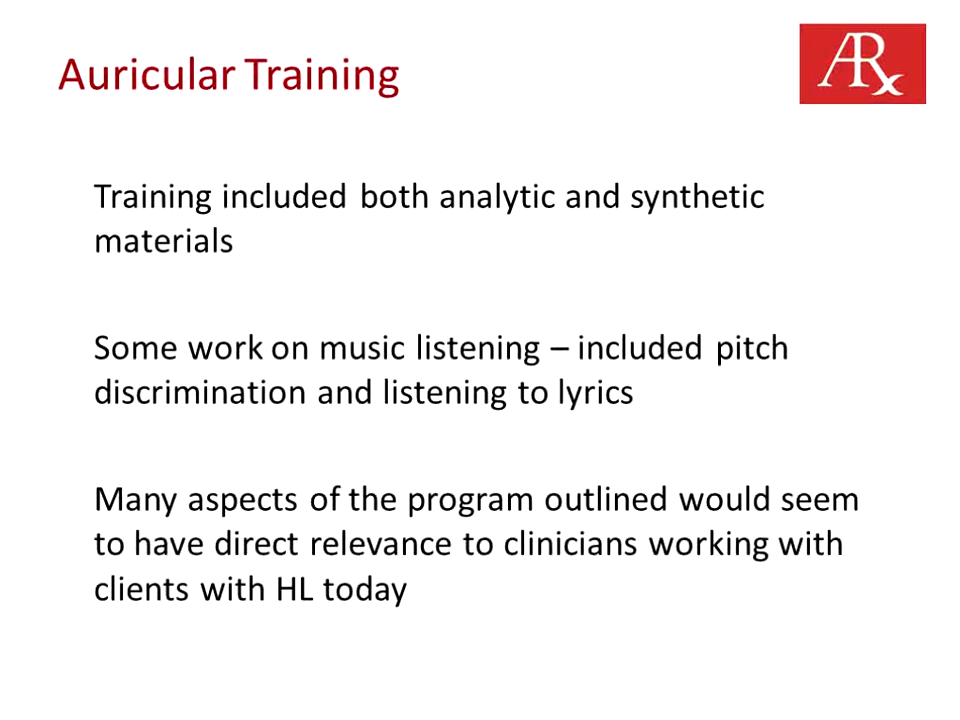 Auricular Training
ARx
Training included both analytic and synthetic
materials
Some work on music listening – included pitch
discrimination and listening to lyrics
Many aspects of the program outlined would seem
to have direct relevance to clinicians working with
clients with HL today